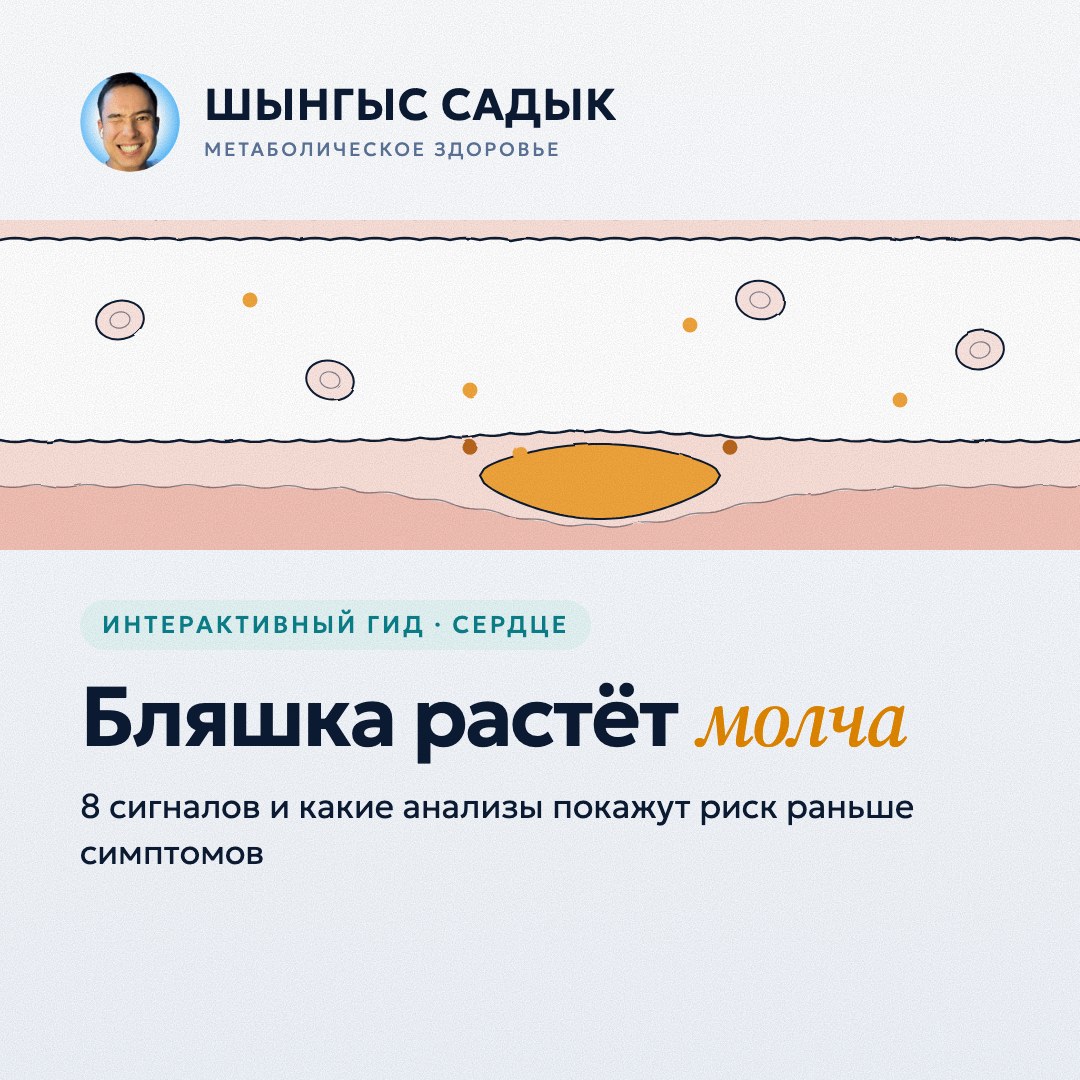 ШЫНГЫС САДЫК
МЕТАБОЛИЧЕСКОЕ ЗДОРОВЬЕ
ИНТЕРАКТИВНЫЙ ГИД · СЕРДЦЕ
Бляшка растёт молча
8 сигналов и какие анализы покажут риск раньше
симптомов